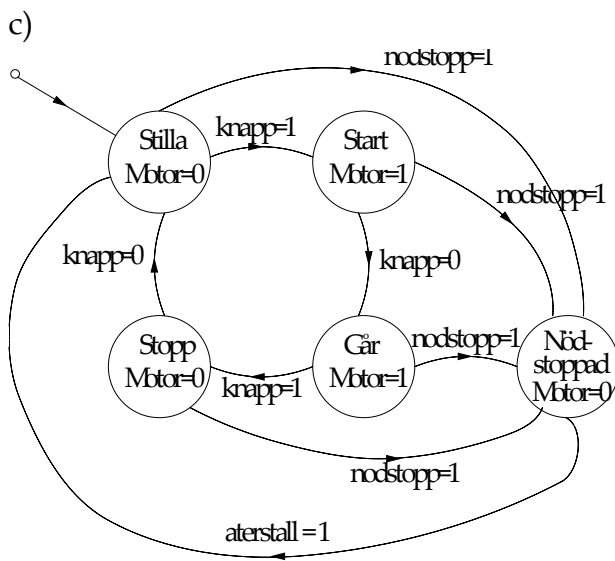 c)
nodstopp=1
Stilla
Motor=0
knapp=1
Start
Motor=1
nodstopp=1
knapp=0
knapp=0
Stopp
Motor=0
knapp=1
Går
Motor=1
nodstopp=1
Nöd-
stoppad
Motor=0
nodstopp=1
aterstall = 1